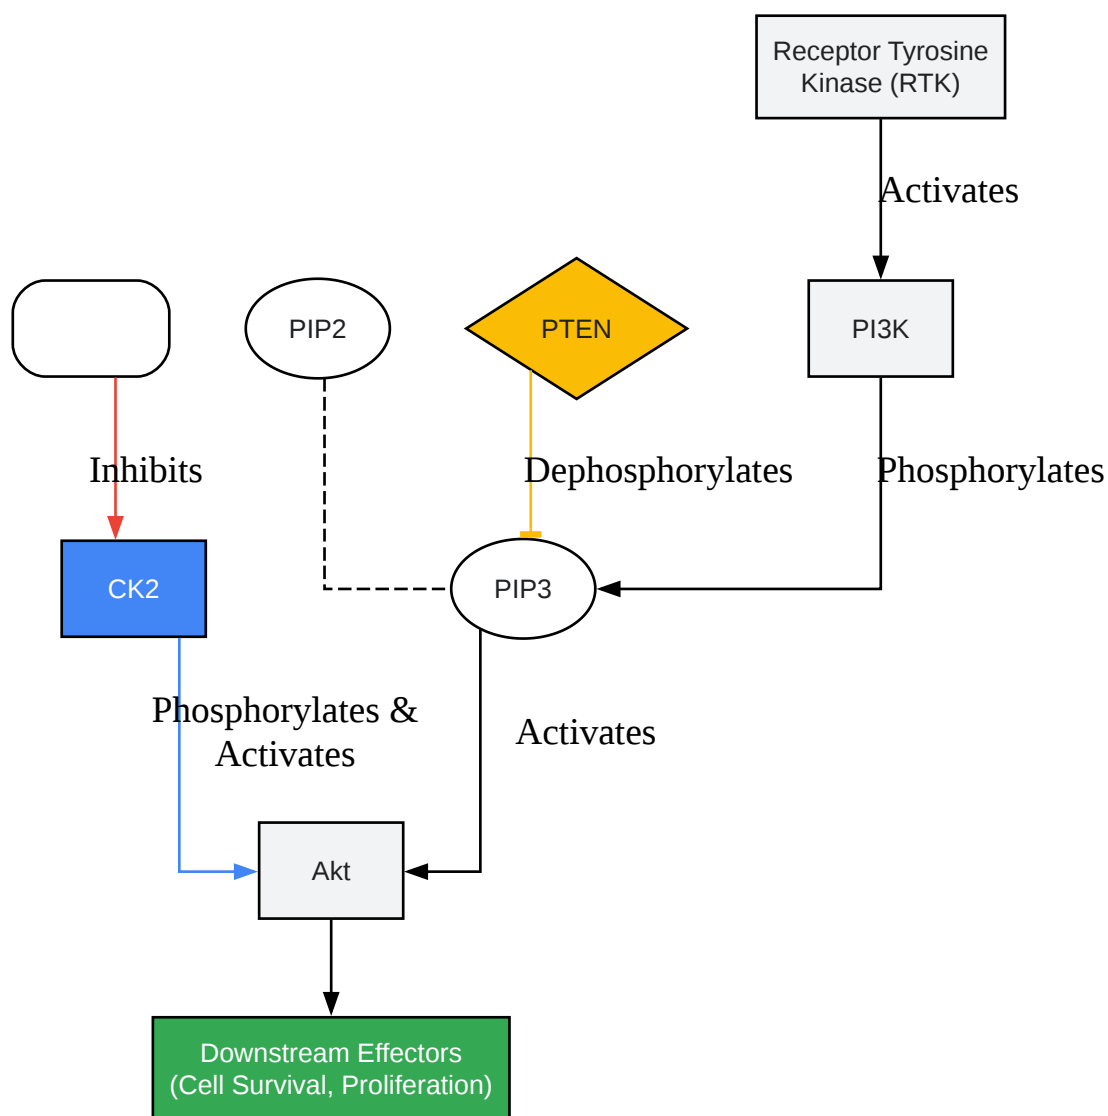 Receptor Tyrosine
Kinase (RTK)
Activates
PIP2
PTEN
PI3K
Inhibits
Dephosphorylates
Phosphorylates
CK2
PIP3
Phosphorylates &
Activates
Activates
Akt
Downstream Effectors
(Cell Survival, Proliferation)